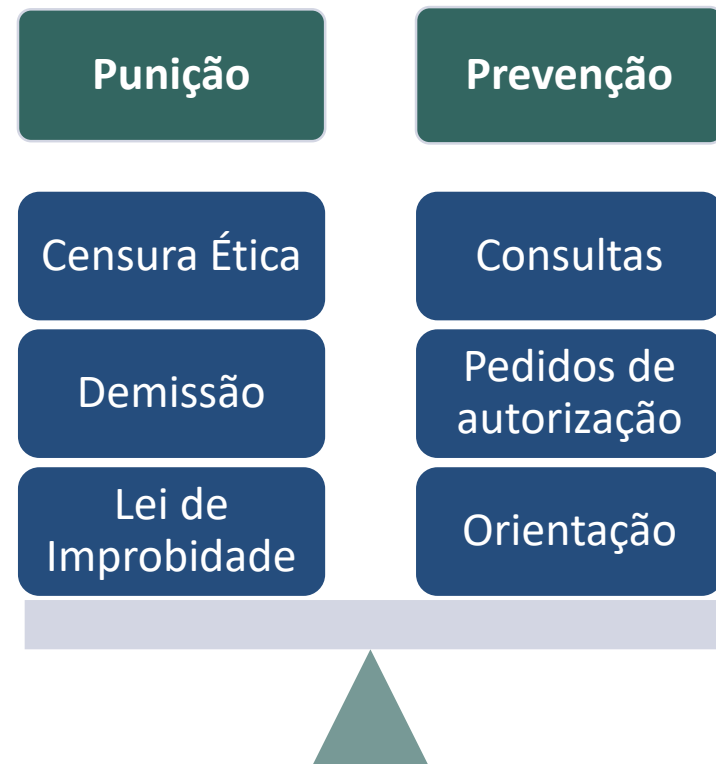 Punição
Prevenção
Censura Ética
Consultas
Demissão
Pedidos de
autorização
Lei de
Improbidade
Orientação